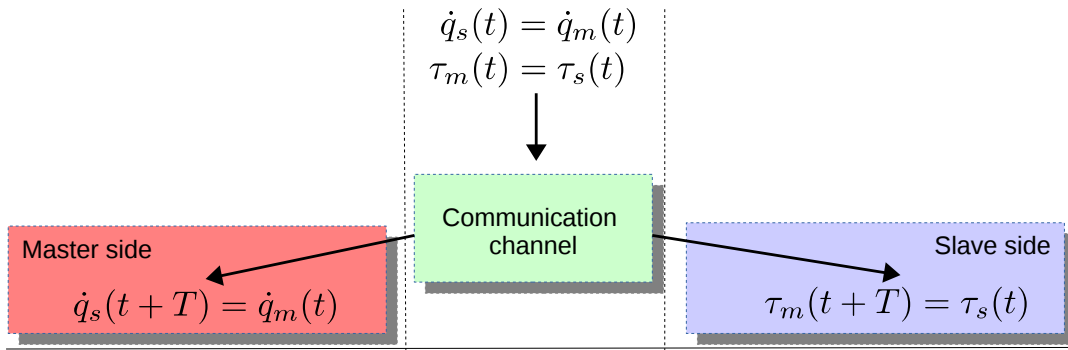 q̇ₛ(t) = q̇ₘ(t)
τₘ(t) = τₛ(t)
Communication
channel
Master side
q̇ₛ(t + T) = q̇ₘ(t)
Slave side
τₘ(t + T) = τₛ(t)